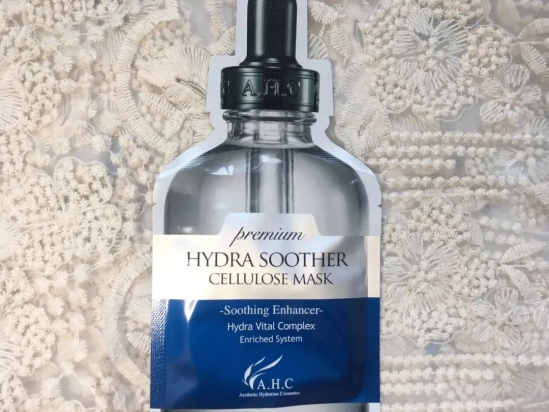 A.H.C
premium
HYDRA SOOTHER
CELLULOSE MASK
-Soothing Enhancer-
Hydra Vital Complex
Enriched System
A.H.C
Aesthetic Hydration Cosmetics